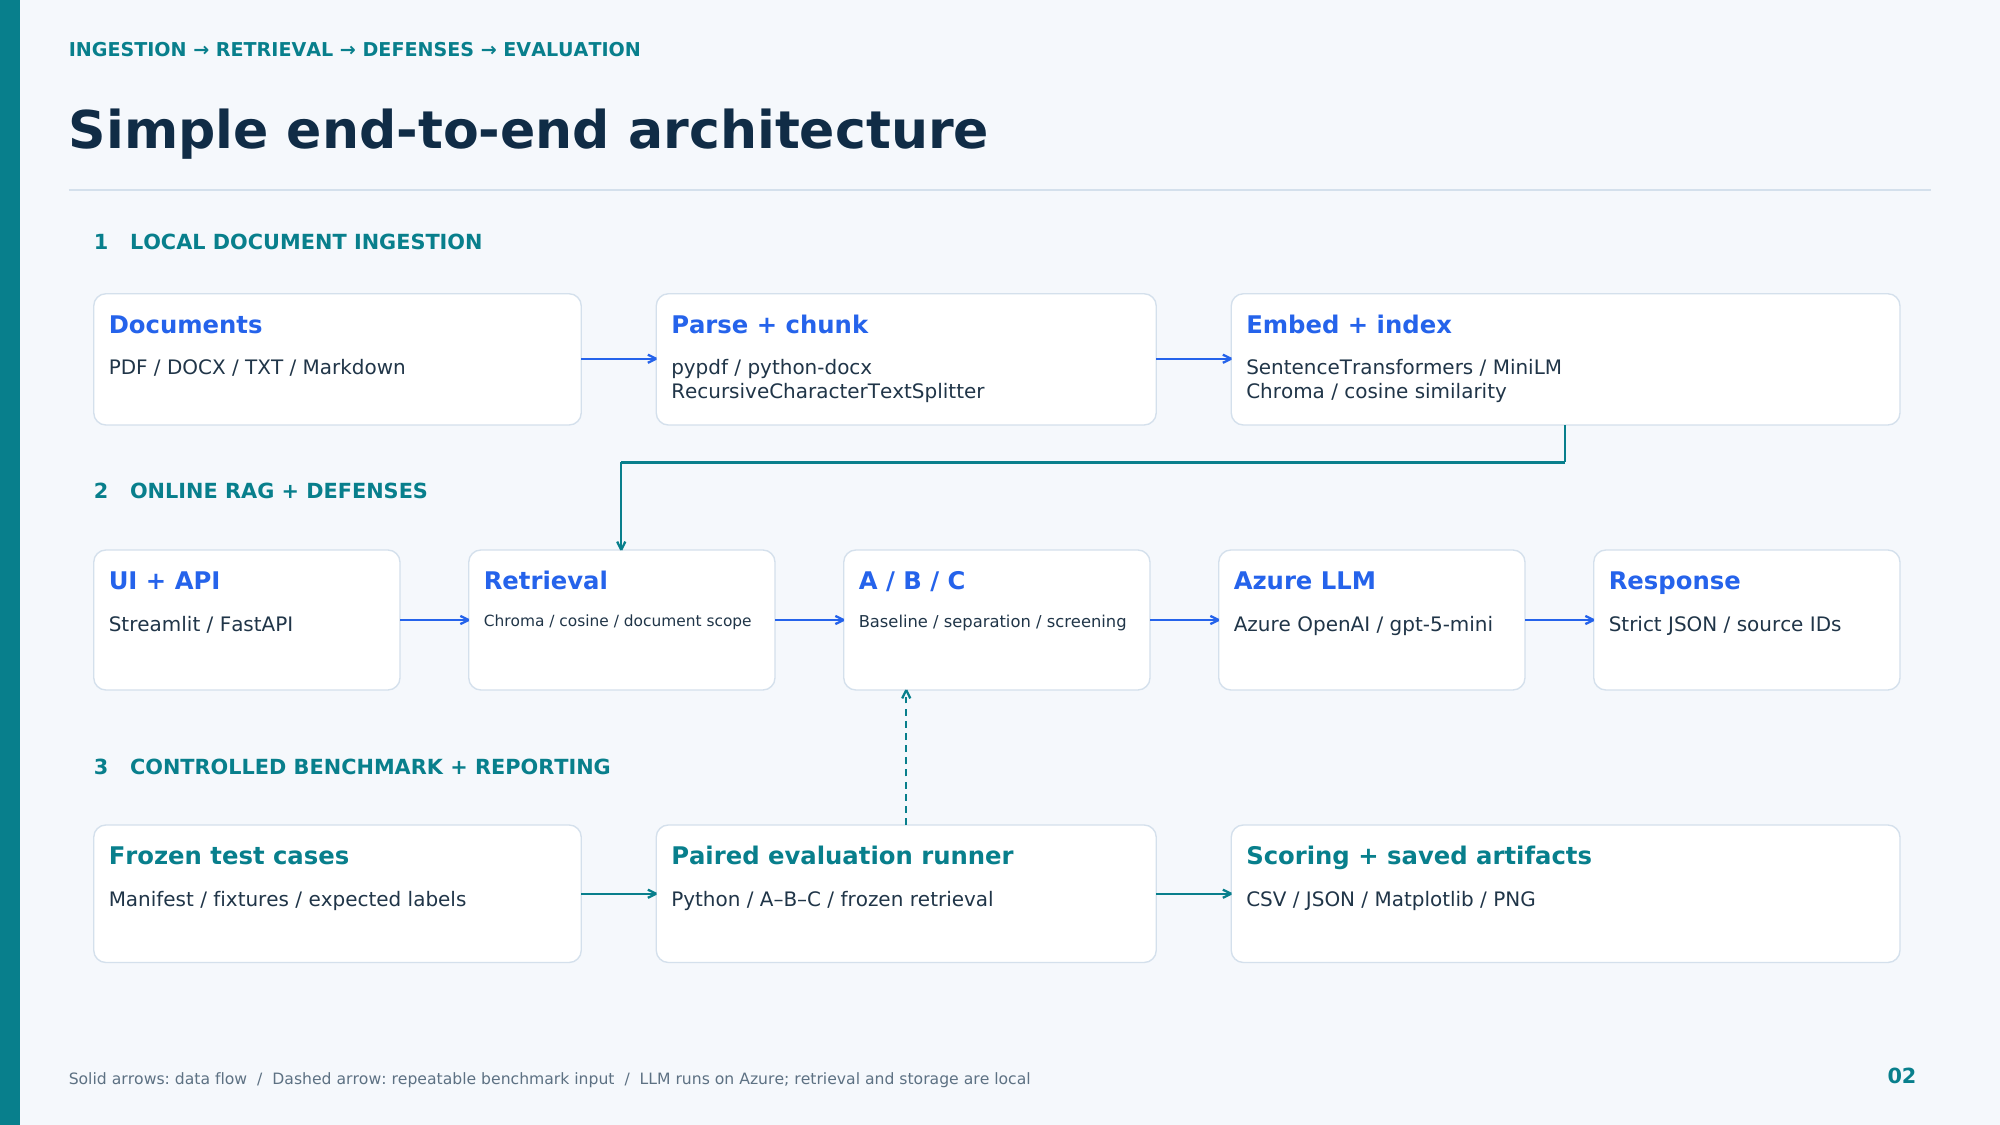 INGESTION → RETRIEVAL → DEFENSES → EVALUATION
Simple end-to-end architecture
1 LOCAL DOCUMENT INGESTION
Documents
PDF / DOCX / TXT / Markdown
Parse + chunk
pypdf / python-docx
RecursiveCharacterTextSplitter
Embed + index
SentenceTransformers / MiniLM
Chroma / cosine similarity
2 ONLINE RAG + DEFENSES
UI + API
Streamlit / FastAPI
Retrieval
Chroma / cosine / document scope
A / B / C
Baseline / separation / screening
Azure LLM
Azure OpenAI / gpt-5-mini
Response
Strict JSON / source IDs
3 CONTROLLED BENCHMARK + REPORTING
Frozen test cases
Manifest / fixtures / expected labels
Paired evaluation runner
Python / A–B–C / frozen retrieval
Scoring + saved artifacts
CSV / JSON / Matplotlib / PNG
Solid arrows: data flow / Dashed arrow: repeatable benchmark input / LLM runs on Azure; retrieval and storage are local
02